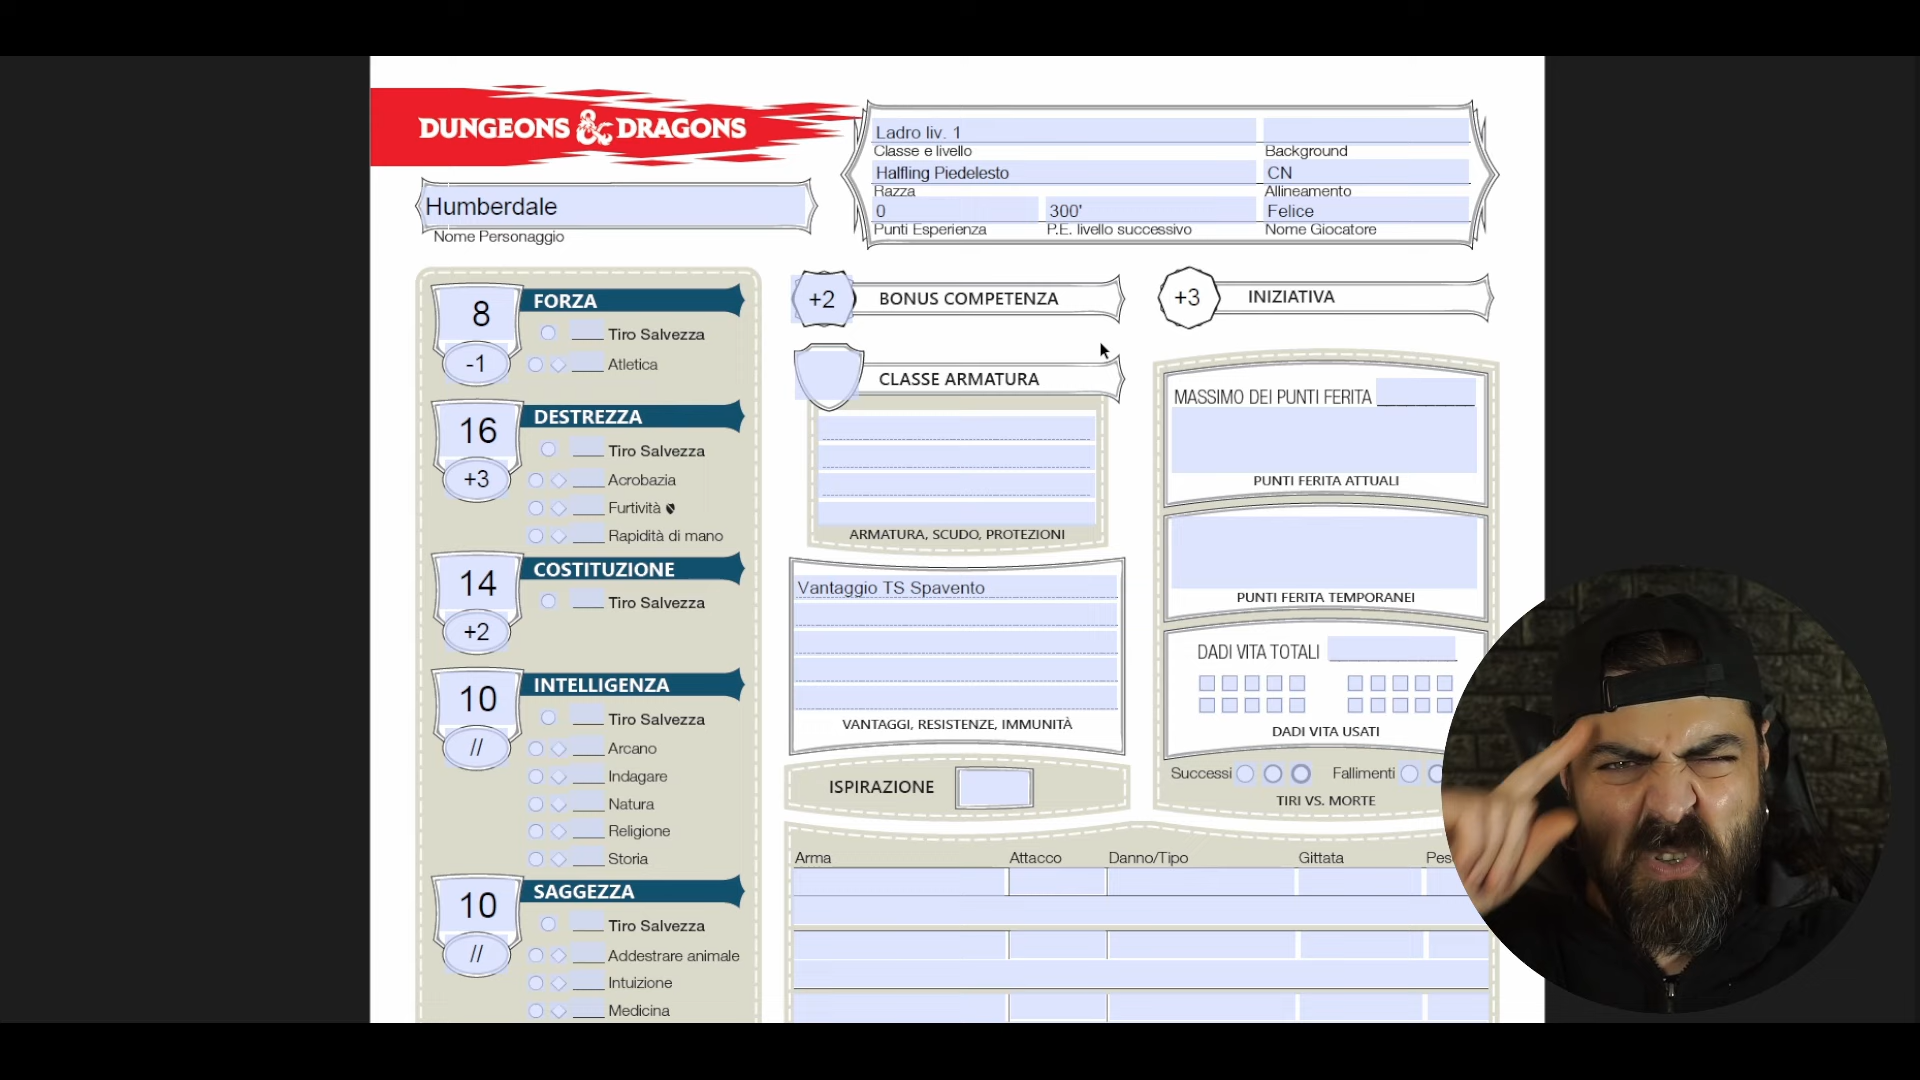 DUNGEONS & DRAGONS
Ladro liv. 1
Classe e livello
Background
Halfling Piedelesto
CN
Razza
Allineamento
0
300'
Felice
Punti Esperienza
P.E. livello successivo
Nome Giocatore
Humberdale
Nome Personaggio
8
FORZA
Tiro Salvezza
-1
Atletica
16
DESTREZZA
Tiro Salvezza
+3
Acrobazia
Furtività
Rapidità di mano
14
COSTITUZIONE
Tiro Salvezza
+2
10
INTELLIGENZA
Tiro Salvezza
//
Arcano
Indagare
Natura
Religione
Storia
10
SAGGEZZA
Tiro Salvezza
//
Addestrare animale
Intuizione
Medicina
+2
BONUS COMPETENZA
CLASSE ARMATURA
ARMATURA, SCUDO, PROTEZIONI
Vantaggio TS Spavento
VANTAGGI, RESISTENZE, IMMUNITÀ
ISPIRAZIONE
+3
INIZIATIVA
MASSIMO DEI PUNTI FERITA
PUNTI FERITA ATTUALI
PUNTI FERITA TEMPORANEI
DADI VITA TOTALI
DADI VITA USATI
Successi
Fallimenti
TIRI VS. MORTE
Arma
Attacco
Danno/Tipo
Gittata